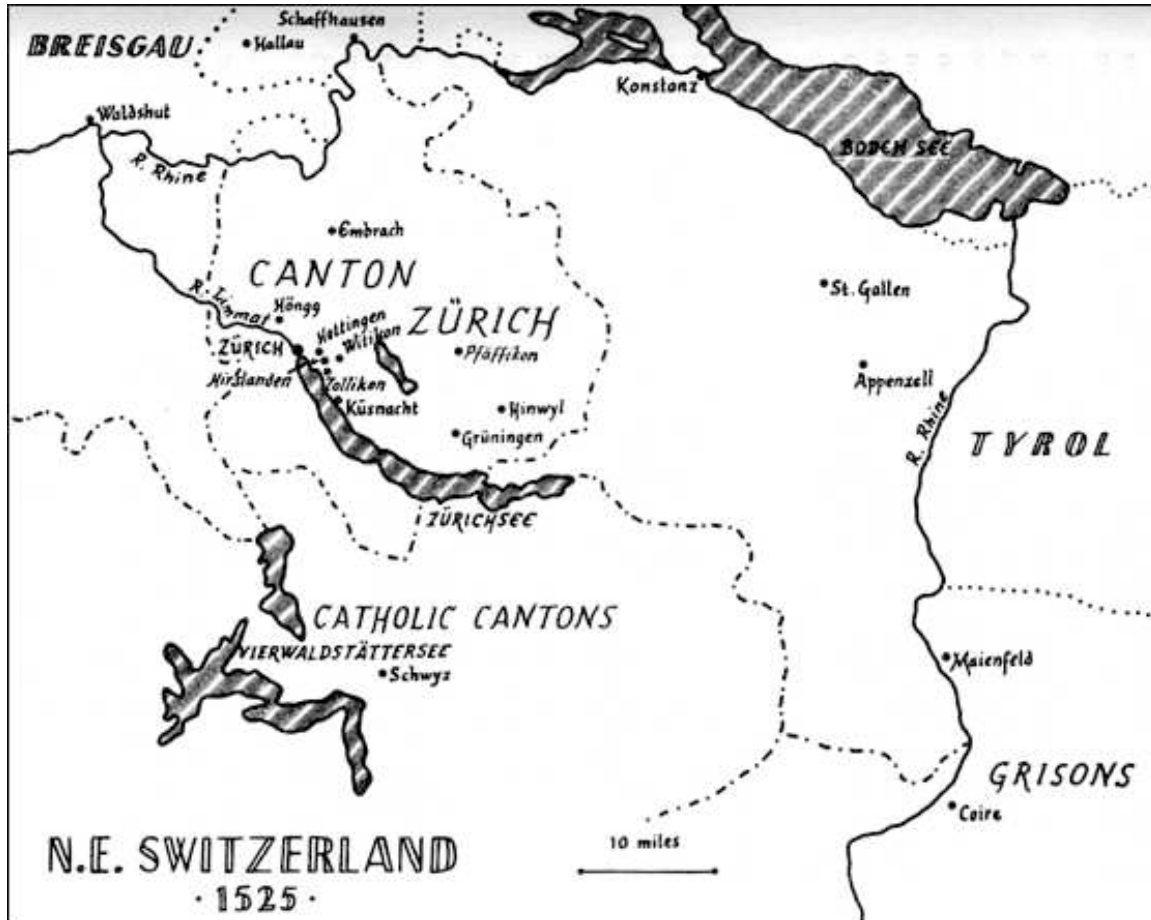 Schaffhausen
BREISGAU
Hallau
Konstanz
Waldshut
R. Rhine
BODEN SEE
Embrach
CANTON
ZÜRICH
St. Gallen
R. Limmat
Höngg
Hottingen
Witikon
ZÜRICH
Pfäffikon
Hirslanden
Zollikon
Appenzell
Küsnacht
Hinwyl
Grüningen
R. Rhine
TYROL
ZÜRICHSEE
CATHOLIC CANTONS
VIERWALDSTÄTTERSEE
Schwyz
Maienfeld
GRISONS
Coire
10 miles
N.E. SWITZERLAND
· 1525 ·